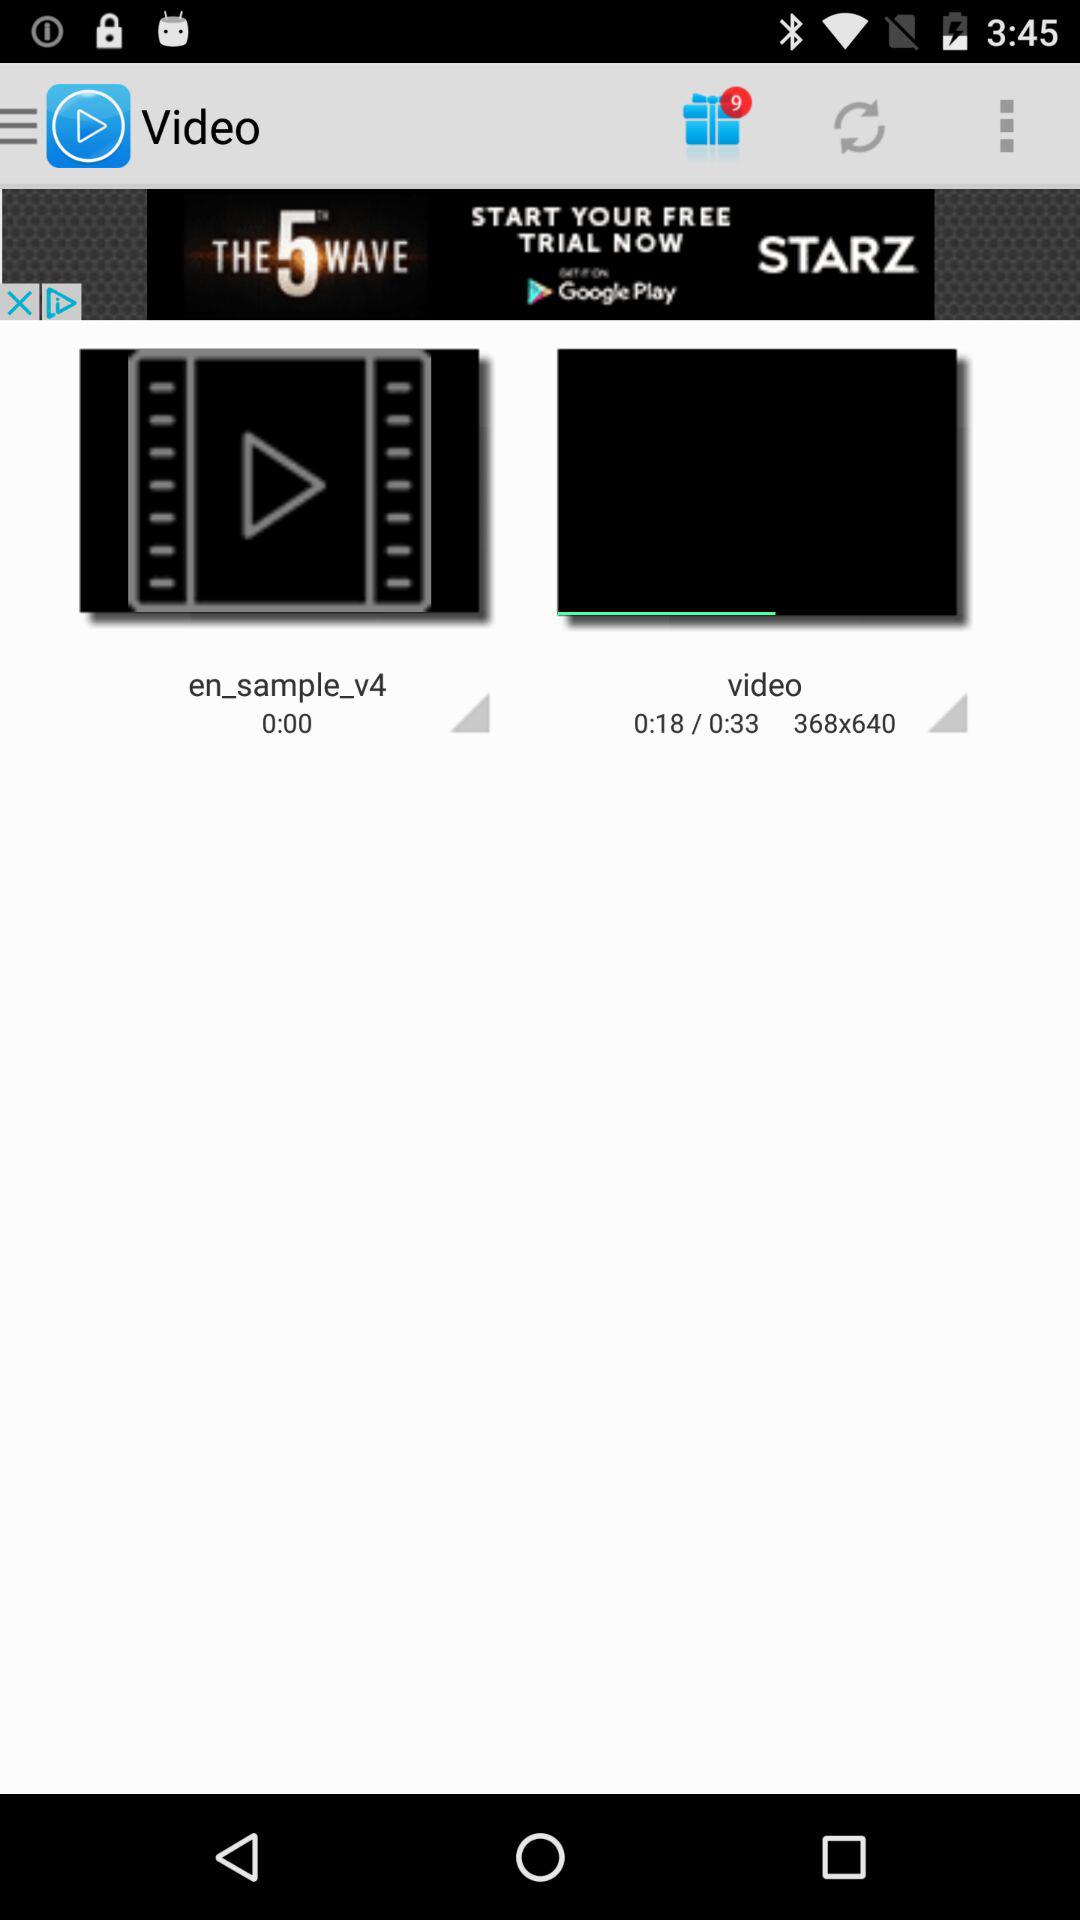 3:45
Video
9
THE 5TH WAVE
START YOUR FREE
TRIAL NOW
GET IT ON
Google Play
STARZ
en_sample_v4
0:00
video
0:18 / 0:33 368x640